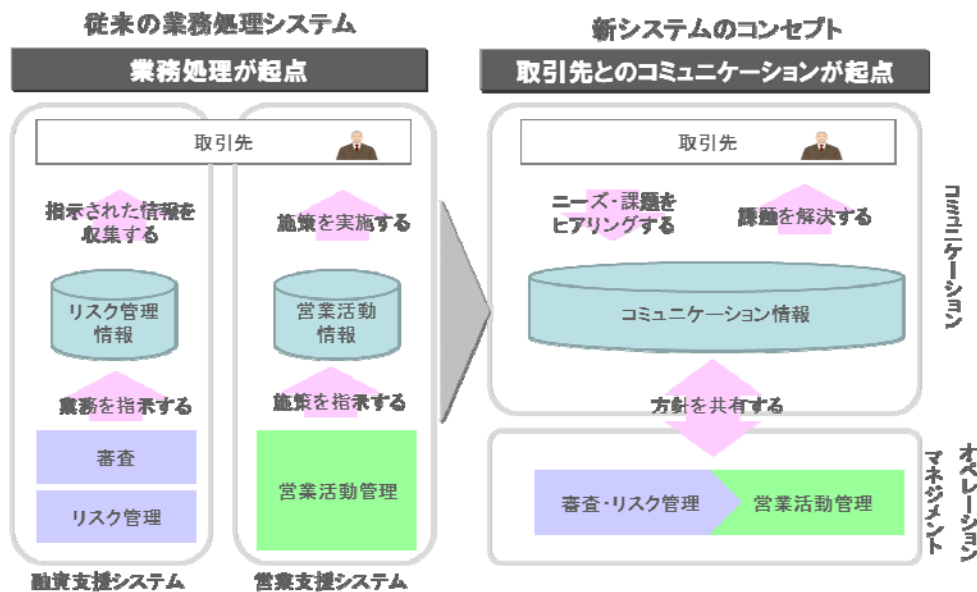 従来の業務処理システム
業務処理が起点
取引先
指示された情報を
収集する
施策を実施する
リスク管理
情報
営業活動
情報
業務を指示する
施策を指示する
審査
リスク管理
営業活動管理
融資支援システム
営業支援システム
新システムのコンセプト
取引先とのコミュニケーションが起点
取引先
ニーズ・課題を
ヒアリングする
課題を解決する
コミュニケーション情報
方針を共有する
審査・リスク管理
営業活動管理
コミュニケーション
オペレーション
マネジメント